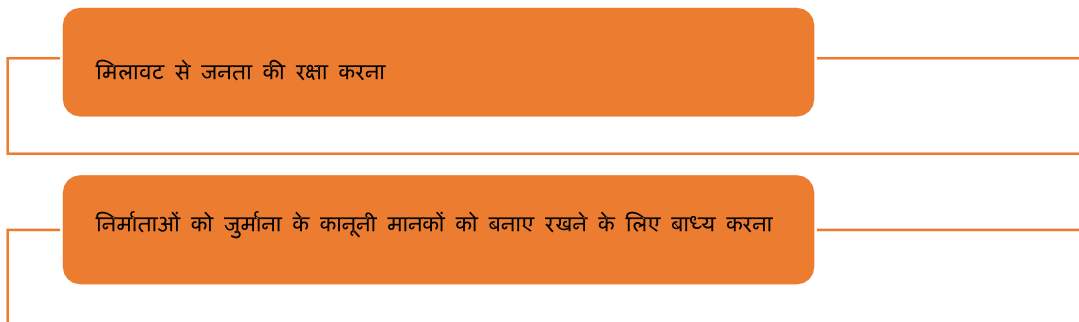 मिलावट से जनता की रक्षा करना
निर्माताओं को जुर्माना के कानूनी मानकों को बनाए रखने के लिए बाध्य करना